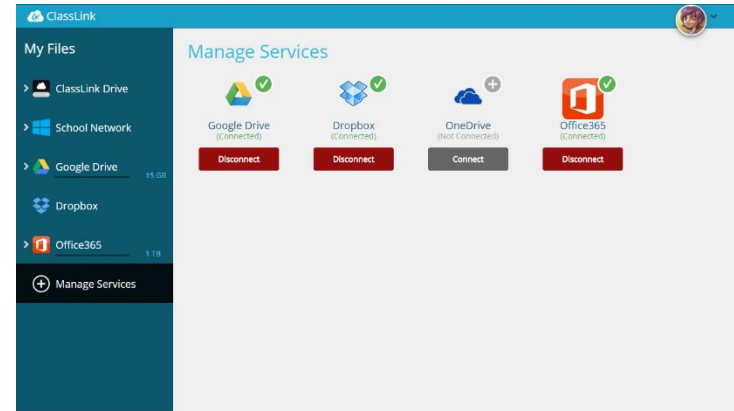 ClassLink
My Files
ClassLink Drive
School Network
Google Drive
15 GB
Dropbox
Office365
1 TB
Manage Services
Manage Services
Google Drive
(Connected)
Disconnect
Dropbox
(Connected)
Disconnect
OneDrive
(Not Connected)
Connect
Office365
(Connected)
Disconnect